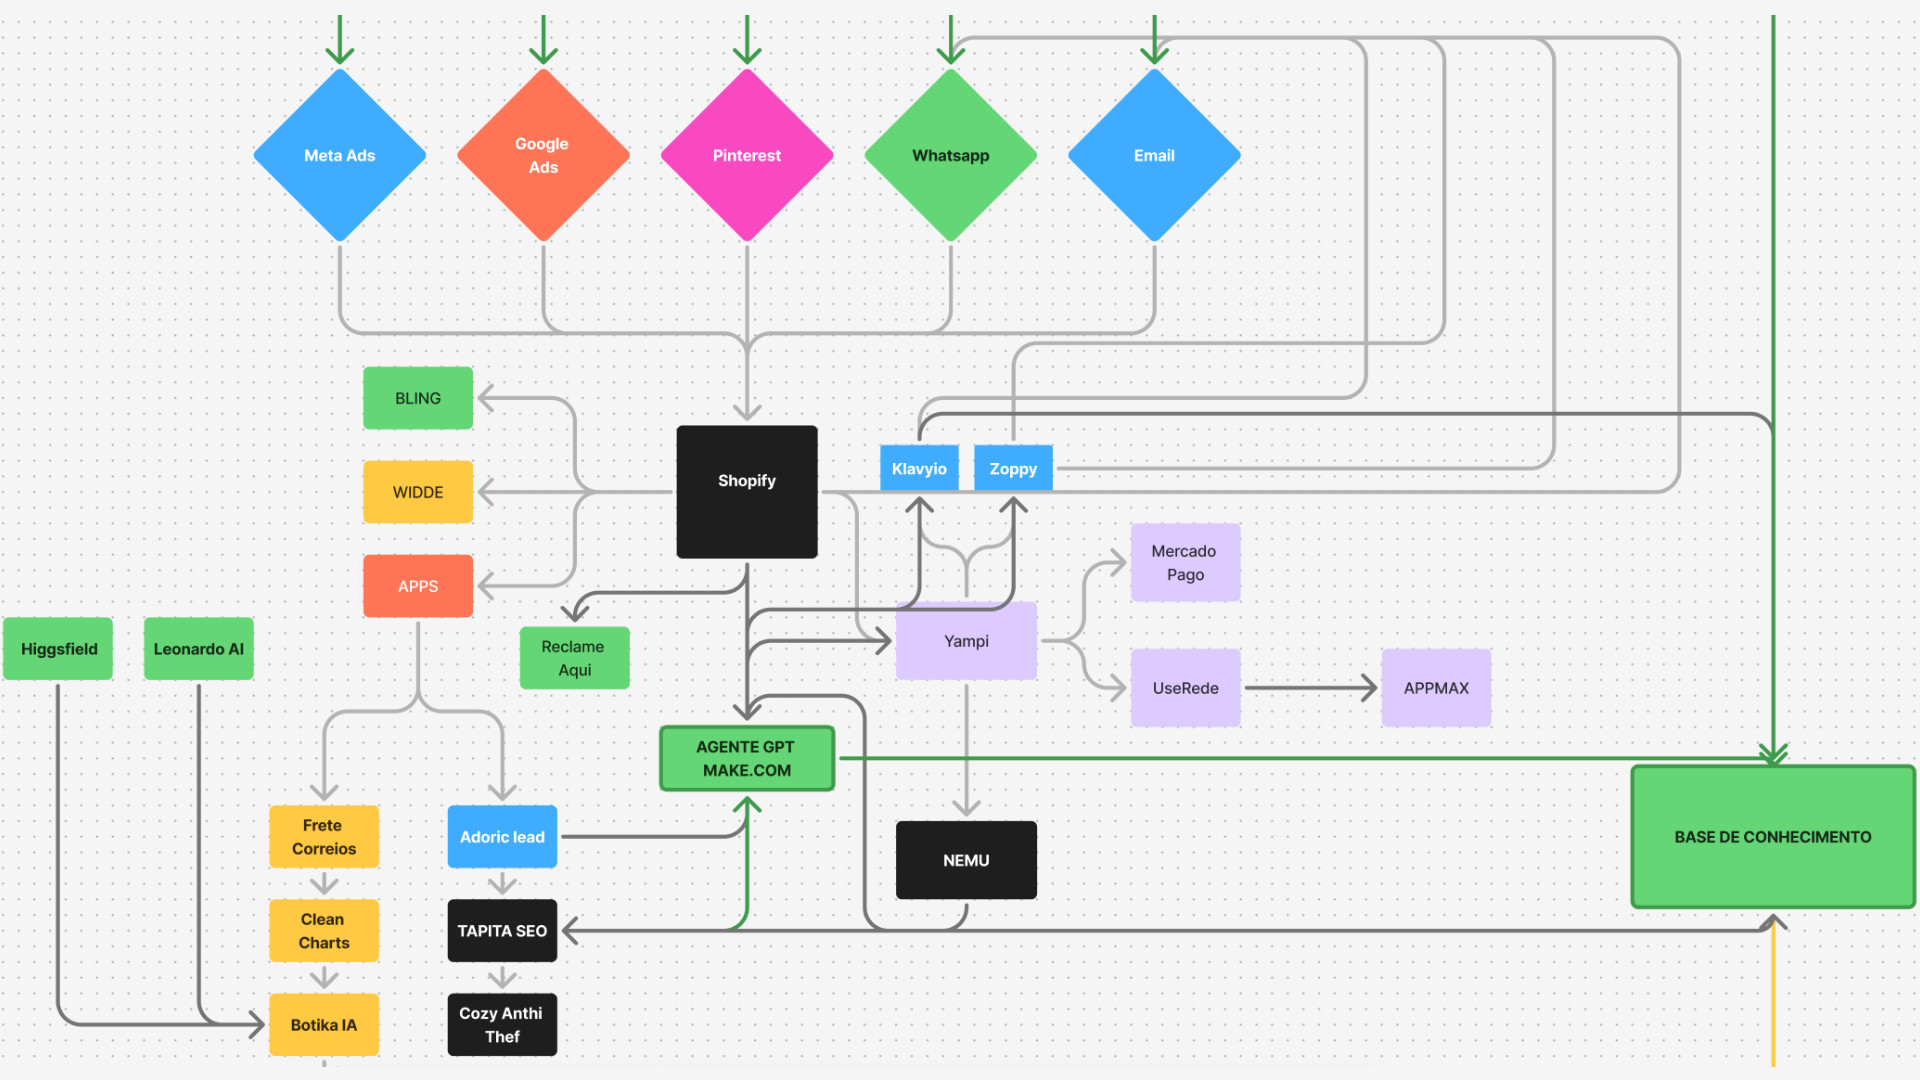 Meta Ads
Google
Ads
Pinterest
Whatsapp
Email
BLING
WIDDE
APPS
Shopify
Klavyio
Zoppy
Mercado
Pago
Higgsfield
Leonardo AI
Reclame
Aqui
Yampi
UseRede
APPMAX
AGENTE GPT
MAKE.COM
Frete
Correios
Adoric lead
NEMU
BASE DE CONHECIMENTO
Clean
Charts
TAPITA SEO
Botika IA
Cozy Anthi
Thef